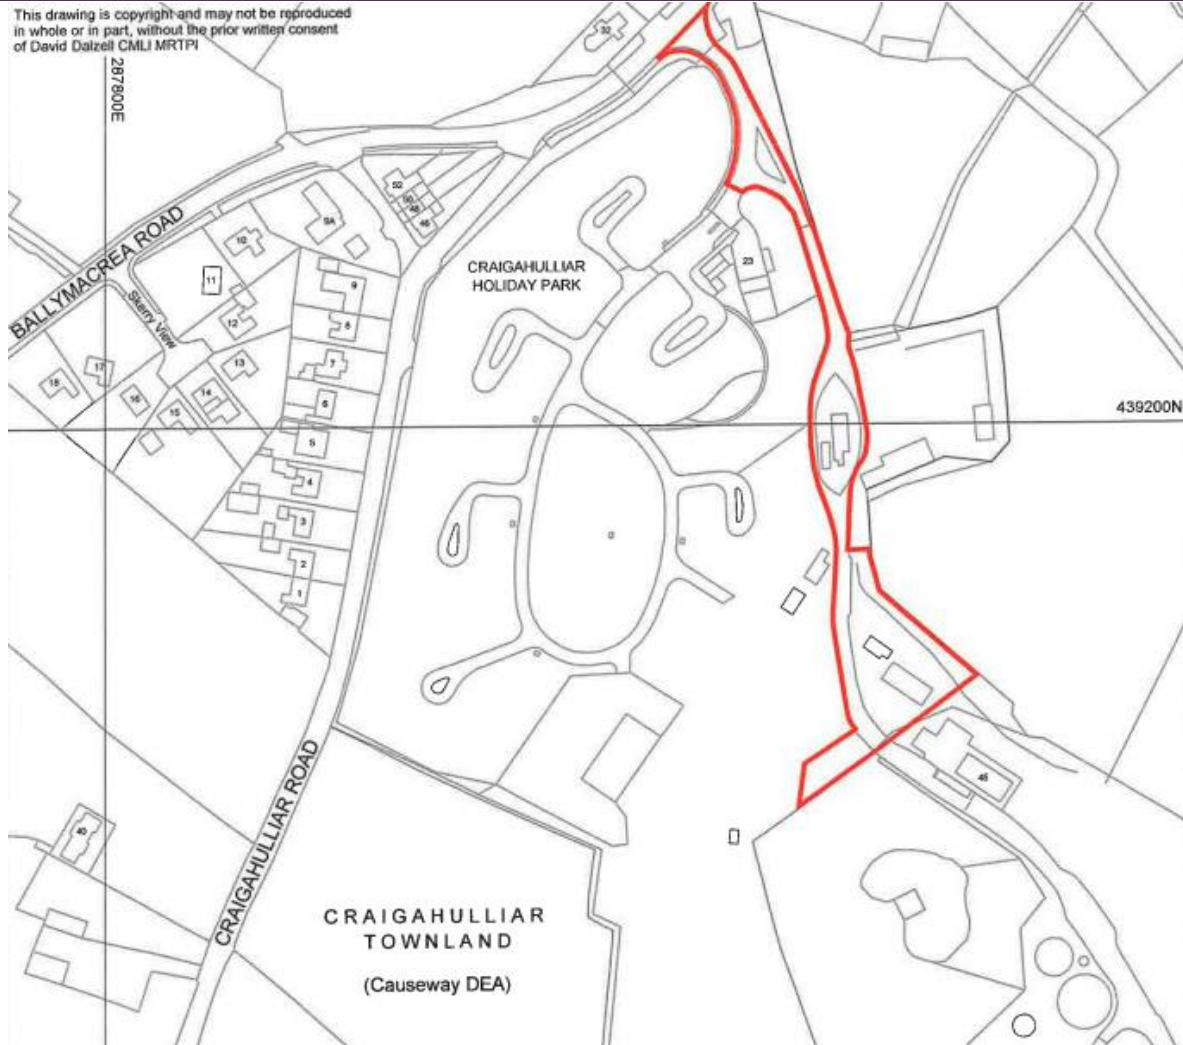 This drawing is copyright and may not be reproduced
in whole or in part, without the prior written consent
of David Dalzell CMLI MRTPI
287800E
32
BALLYMACREA ROAD
52
50
48
46
9A
10
11
Skerry View
12
9
8
7
6
5
4
3
2
1
13
14
15
16
17
18
CRAIGAHULLIAR
HOLIDAY PARK
23
439200N
45
40
CRAIGAHULLIAR ROAD
CRAIGAHULLIAR
TOWNLAND
(Causeway DEA)